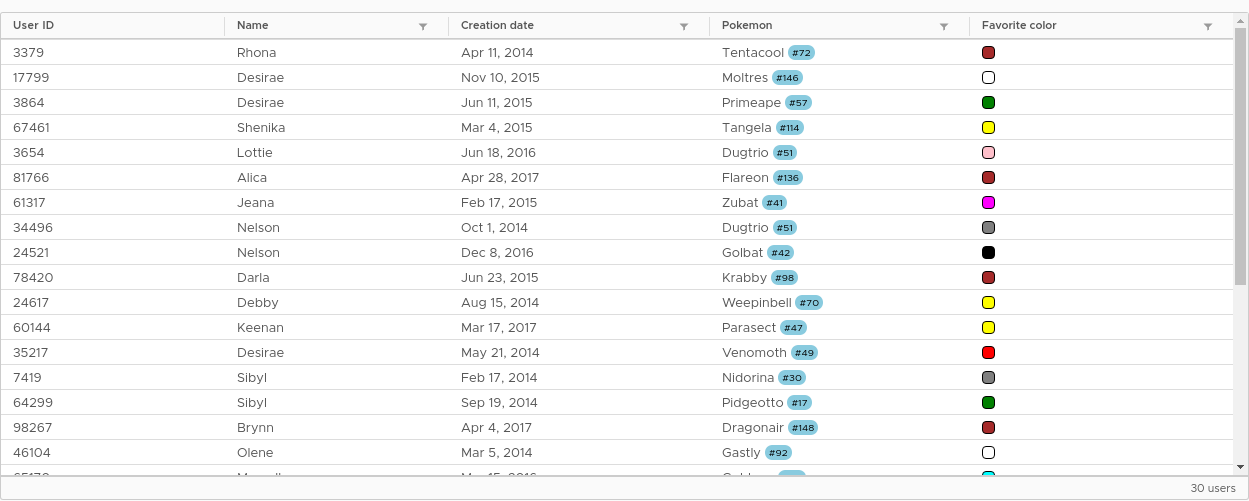 User ID Name Creation date Pokemon Favorite color
3379 Rhona Apr 11, 2014 Tentacool #72
17799 Desirae Nov 10, 2015 Moltres #146
3864 Desirae Jun 11, 2015 Primeape #57
67461 Shenika Mar 4, 2015 Tangela #114
3654 Lottie Jun 18, 2016 Dugtrio #51
81766 Alica Apr 28, 2017 Flareon #136
61317 Jeana Feb 17, 2015 Zubat #41
34496 Nelson Oct 1, 2014 Dugtrio #51
24521 Nelson Dec 8, 2016 Golbat #42
78420 Darla Jun 23, 2015 Krabby #98
24617 Debby Aug 15, 2014 Weepinbell #70
60144 Keenan Mar 17, 2017 Parasect #47
35217 Desirae May 21, 2014 Venomoth #49
7419 Sibyl Feb 17, 2014 Nidorina #30
64299 Sibyl Sep 19, 2014 Pidgeotto #17
98267 Brynn Apr 4, 2017 Dragonair #148
46104 Olene Mar 5, 2014 Gastly #92
30 users